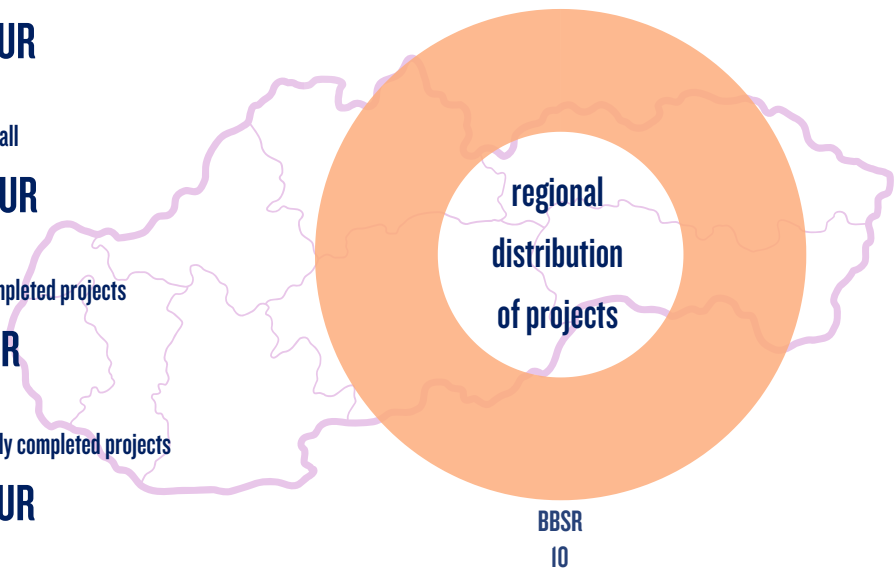 UR
all
UR
mpleted projects
R
ly completed projects
UR
regional
distribution
of projects
BBSR
10